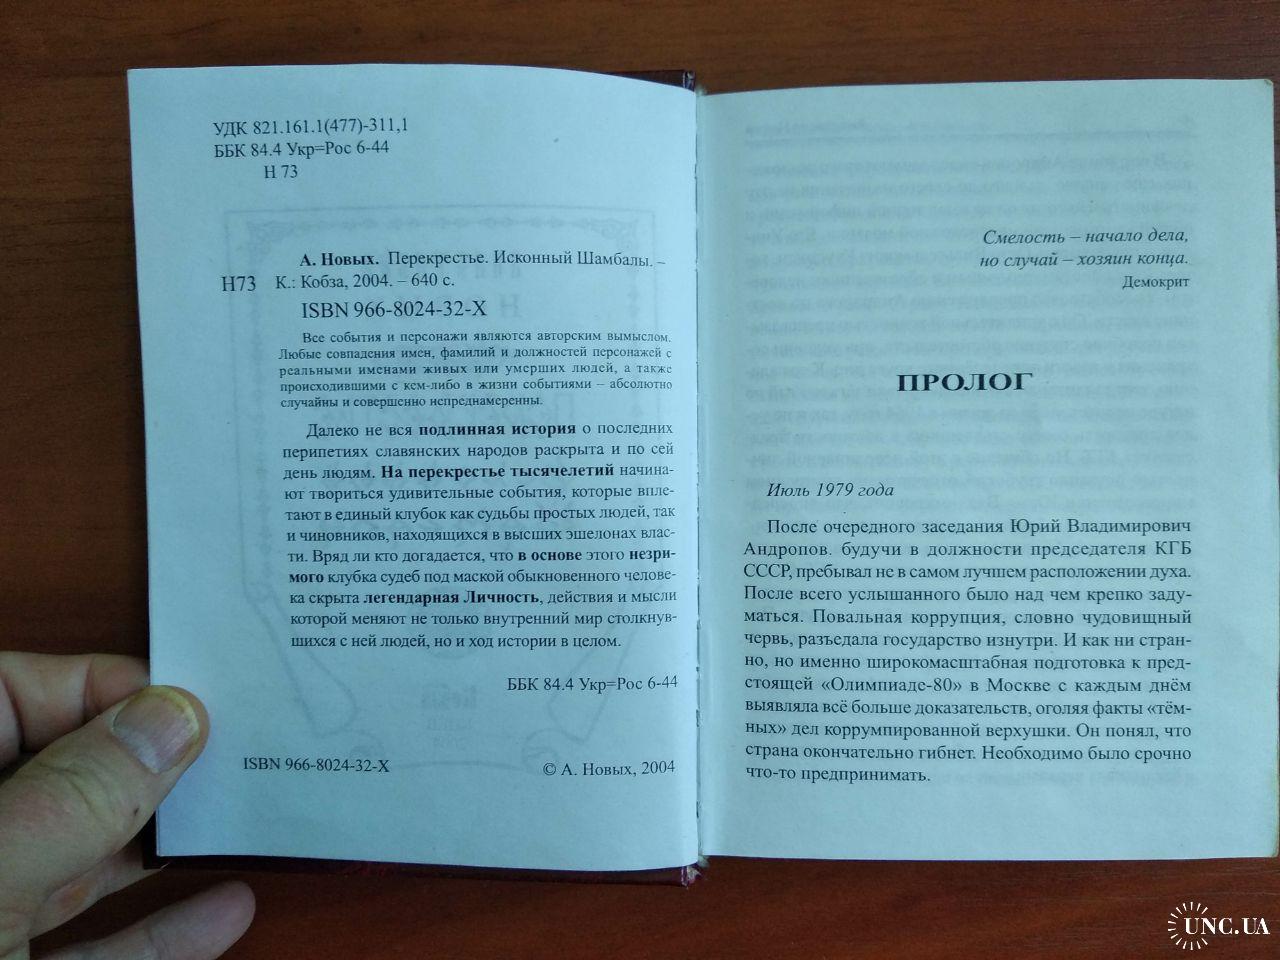 УДК 821.161.1(477)-311,1
ББК 84.4 Укр=Рос 6-44
Н 73
А. Новых. Перекрестье. Исконный Шамбалы. –
Н73 К.: Кобза, 2004. – 640 с.
ISBN 966-8024-32-X
Все события и персонажи являются авторским вымыслом.
Любые совпадения имен, фамилий и должностей персонажей с
реальными именами живых или умерших людей, а также
происходившими с кем-либо в жизни событиями – абсолютно
случайны и совершенно непреднамеренны.
Далеко не вся подлинная история о последних
перипетиях славянских народов раскрыта и по сей
день людям. На перекрестье тысячелетий начина-
ют твориться удивительные события, которые впле-
тают в единый клубок как судьбы простых людей, так
и чиновников, находящихся в высших эшелонах влас-
ти. Вряд ли кто догадается, что в основе этого незри-
мого клубка судеб под маской обыкновенного челове-
ка скрыта легендарная Личность, действия и мысли
которой меняют не только внутренний мир столкнув-
шихся с ней людей, но и ход истории в целом.
ББК 84.4 Укр=Рос 6-44
ISBN 966-8024-32-X
© А. Новых, 2004
Смелость – начало дела,
но случай – хозяин конца.
Демокрит
ПРОЛОГ
Июль 1979 года
После очередного заседания Юрий Владимирович
Андропов. будучи в должности председателя КГБ
СССР, пребывал не в самом лучшем расположении духа.
После всего услышанного было над чем крепко заду-
маться. Повальная коррупция, словно чудовищный
червь, разъедала государство изнутри. И как ни стран-
но, но именно широкомасштабная подготовка к пред-
стоящей «Олимпиаде-80» в Москве с каждым днём
выявляла всё больше доказательств, оголяя факты «тём-
ных» дел коррумпированной верхушки. Он понял, что
страна окончательно гибнет. Необходимо было срочно
что-то предпринимать.
UNC.UA